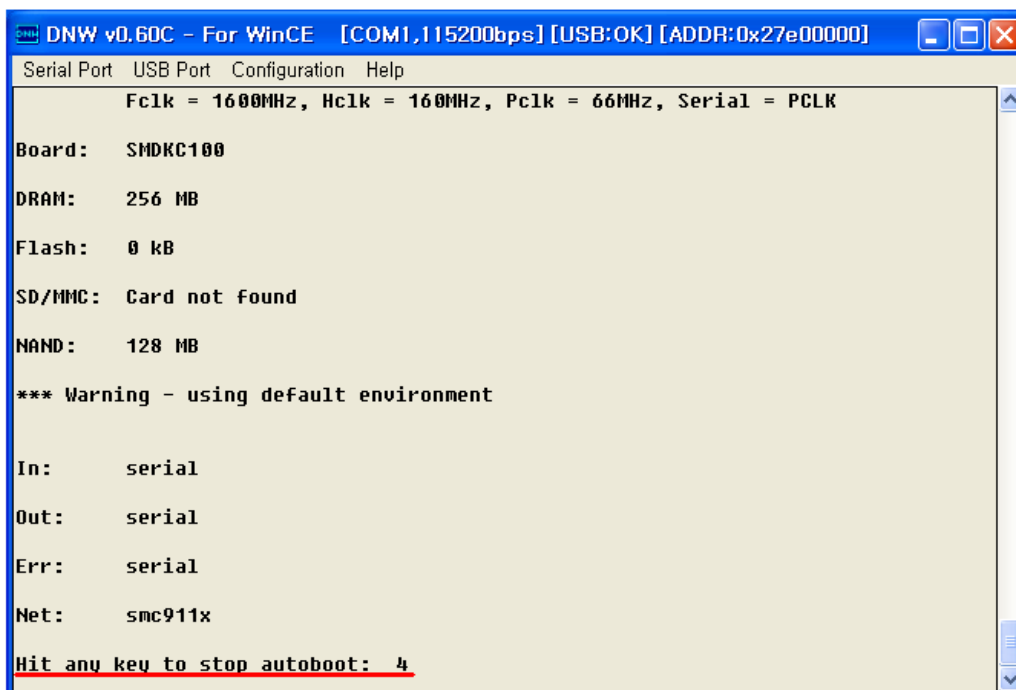 DNW v0.60C - For WinCE [COM1,115200bps][USB:OK][ADDR:0x27e00000]
Serial Port USB Port Configuration Help
Fclk = 1600MHz, Hclk = 160MHz, Pclk = 66MHz, Serial = PCLK
Board: SMDKC100
DRAM: 256 MB
Flash: 0 kB
SD/MMC: Card not found
NAND: 128 MB
*** Warning - using default environment
In: serial
Out: serial
Err: serial
Net: smc911x
Hit any key to stop autoboot: 4